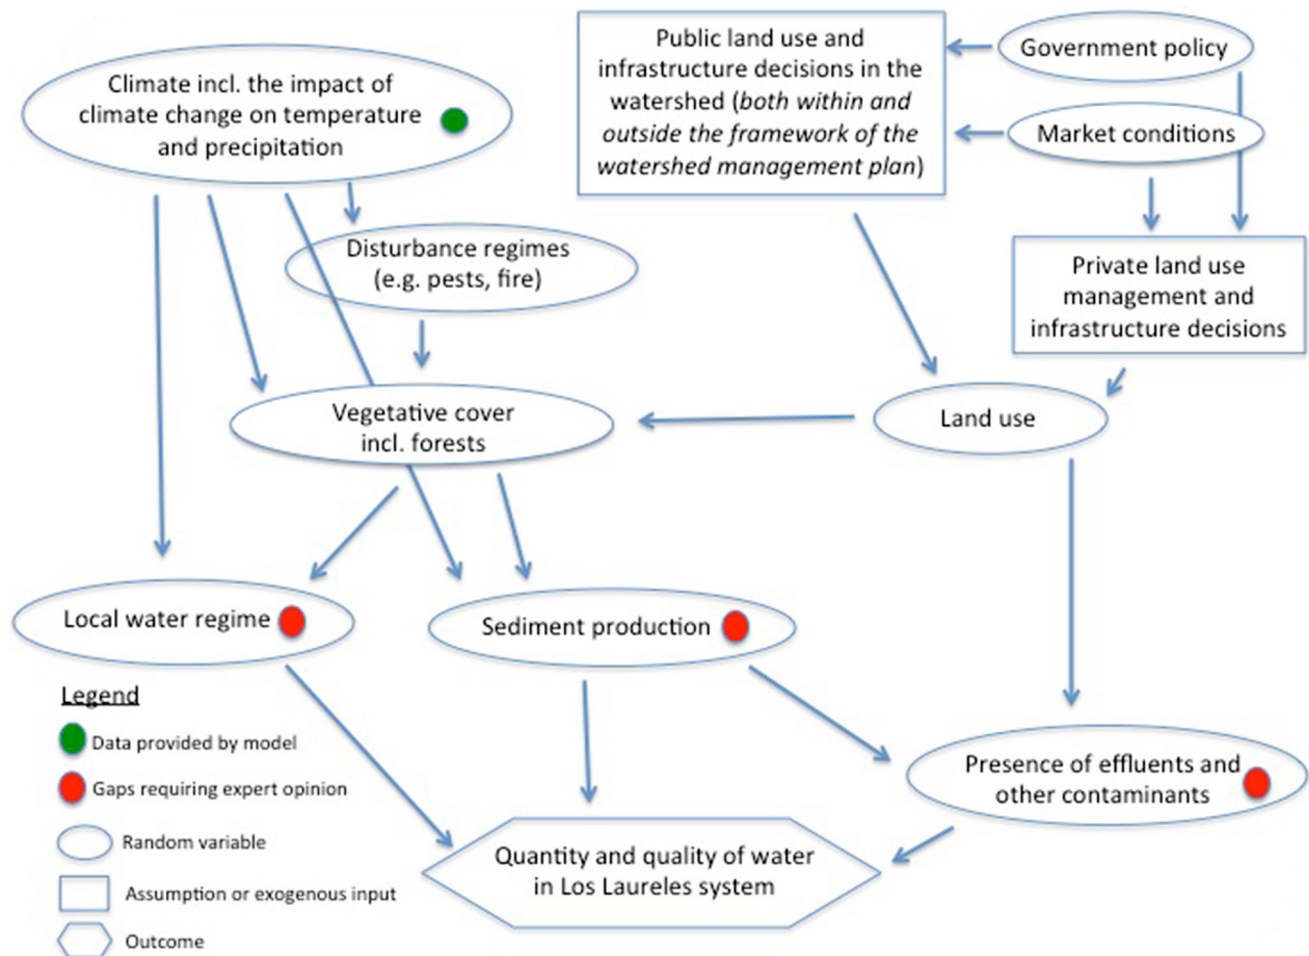 Climate incl. the impact of
climate change on temperature
and precipitation
Public land use and
infrastructure decisions in the
watershed (both within and
outside the framework of the
watershed management plan)
Government policy
Market conditions
Disturbance regimes
(e.g. pests, fire)
Private land use
management and
infrastructure decisions
Vegetative cover
incl. forests
Land use
Local water regime
Sediment production
Presence of effluents and
other contaminants
Quantity and quality of water
in Los Laureles system
Legend
Data provided by model
Gaps requiring expert opinion
Random variable
Assumption or exogenous input
Outcome